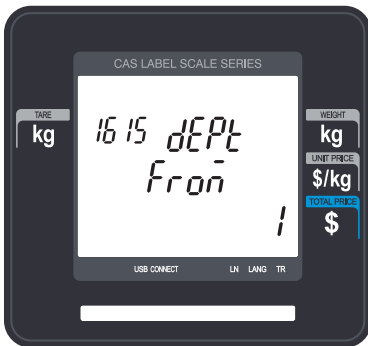 CAS LABEL SCALE SERIES
TARE
kg
1615 dEPt
From
1
WEIGHT
kg
UNIT PRICE
$/kg
TOTAL PRICE
$
USB CONNECT LN LANG TR